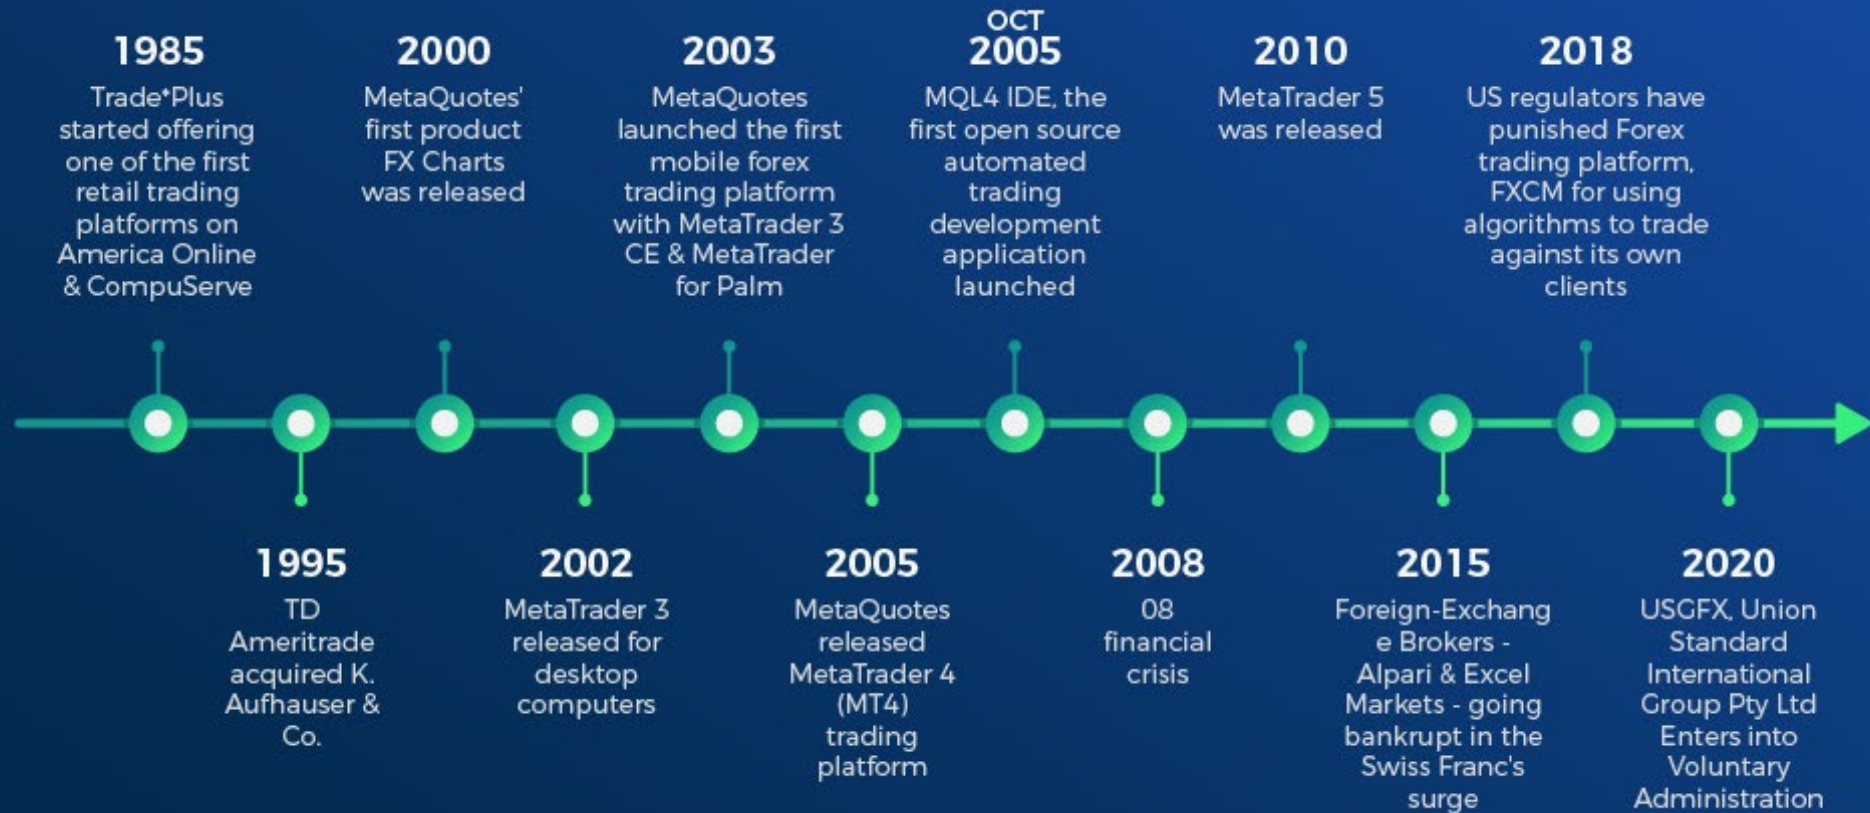 1985
Trade*Plus
started offering
one of the first
retail trading
platforms on
America Online
& CompuServe
1995
TD
Ameritrade
acquired K.
Aufhauser &
Co.
2000
MetaQuotes'
first product
FX Charts
was released
2002
MetaTrader 3
released for
desktop
computers
2003
MetaQuotes
launched the first
mobile forex
trading platform
with MetaTrader 3
CE & MetaTrader
for Palm
2005
MetaQuotes
released
MetaTrader 4
(MT4)
trading
platform
OCT
2005
MQL4 IDE, the
first open source
automated
trading
development
application
launched
2008
08
financial
crisis
2010
MetaTrader 5
was released
2015
Foreign-Exchang
e Brokers -
Alpari & Excel
Markets - going
bankrupt in the
Swiss Franc's
surge
2018
US regulators have
punished Forex
trading platform,
FXCM for using
algorithms to trade
against its own
clients
2020
USGFX, Union
Standard
International
Group Pty Ltd
Enters into
Voluntary
Administration